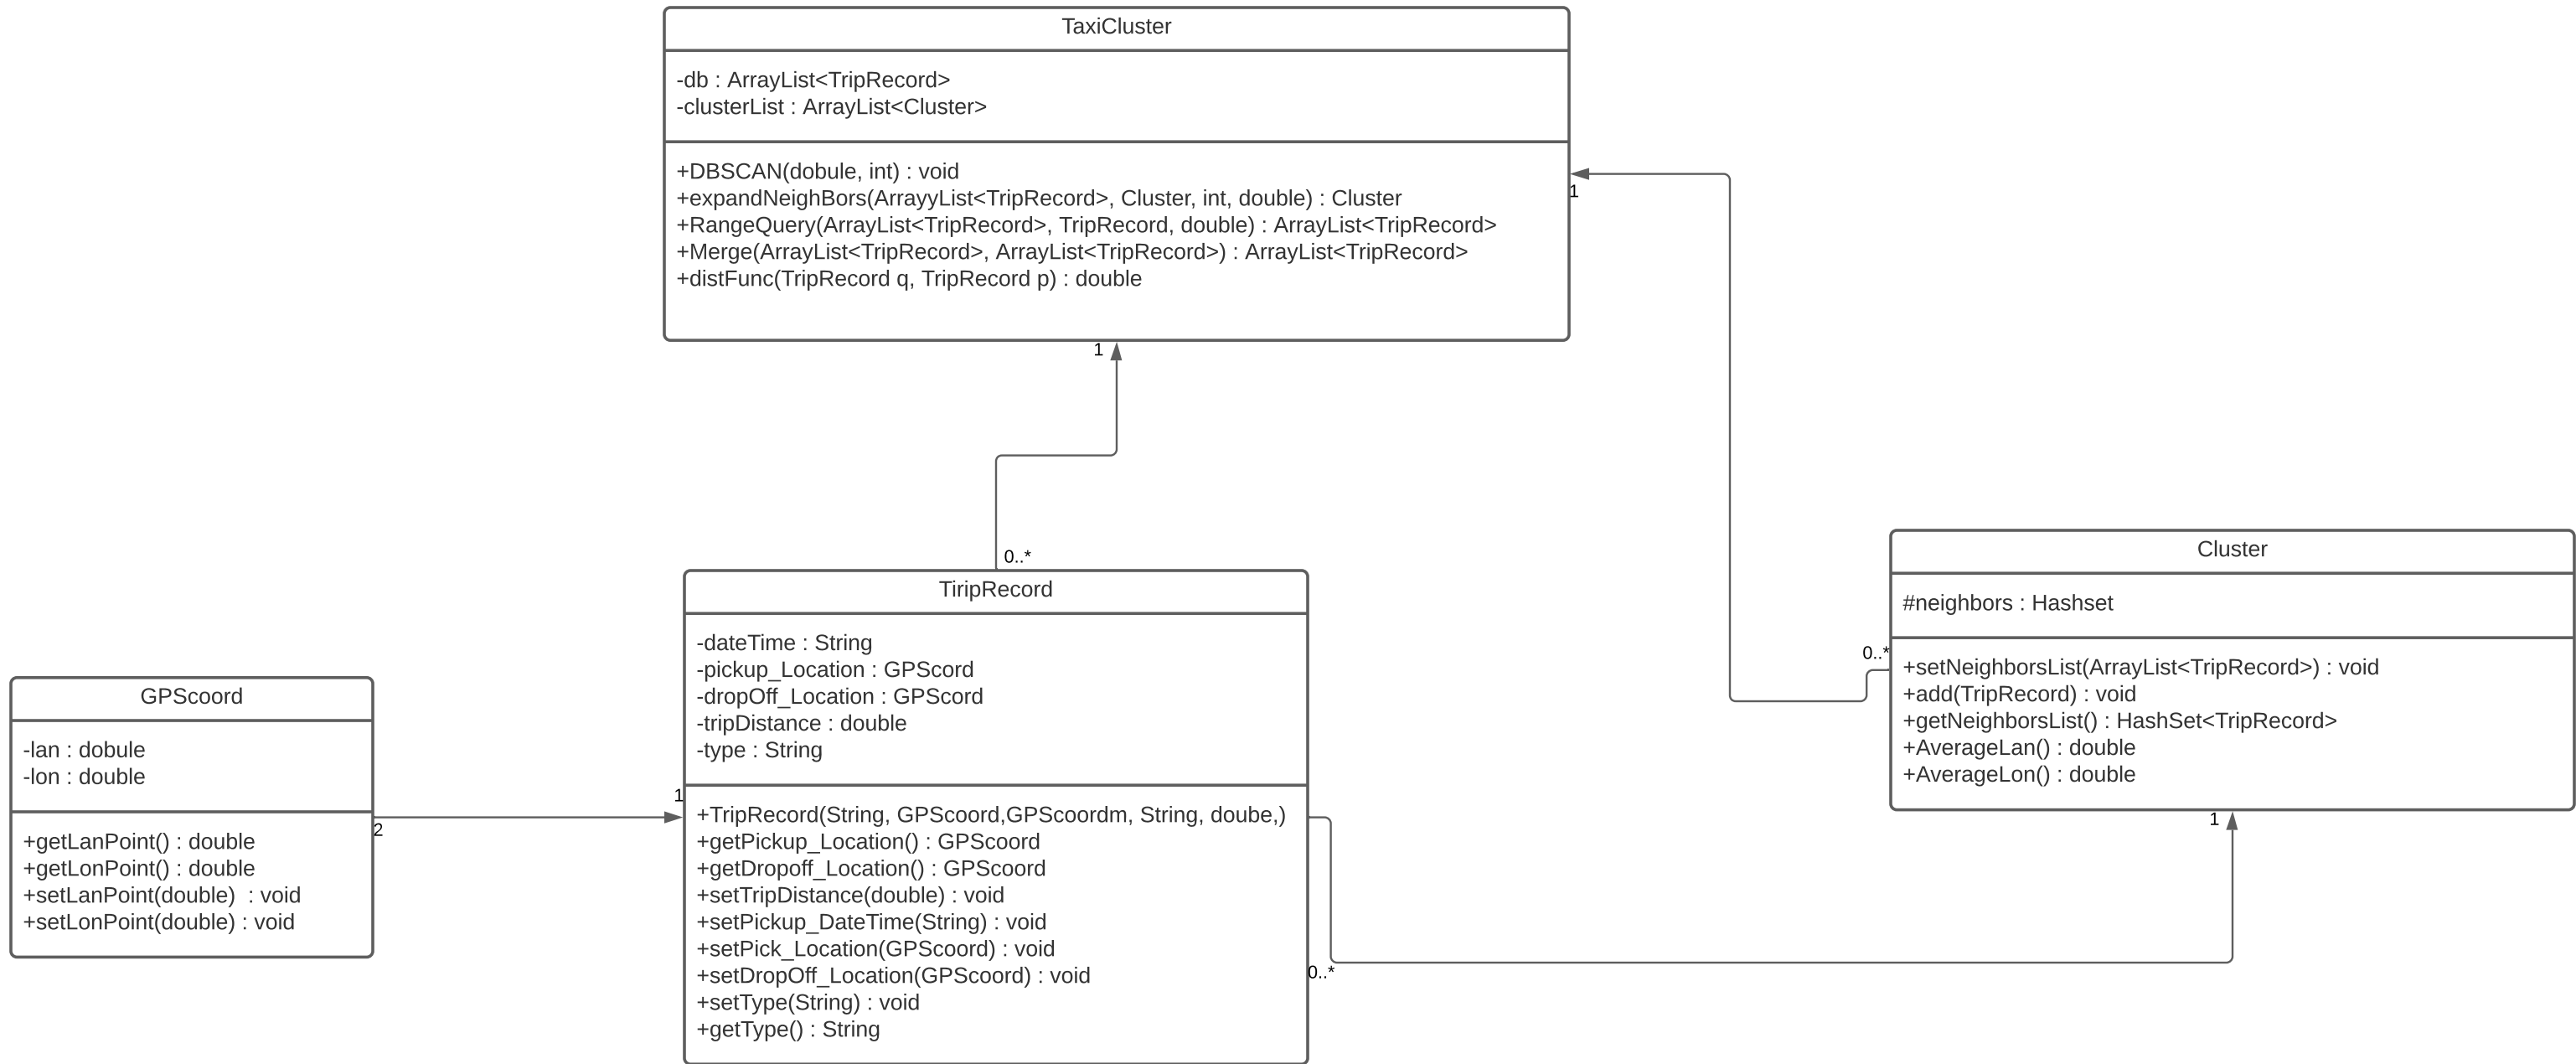 TaxiCluster
-db : ArrayList<TripRecord>
-clusterList : ArrayList<Cluster>
+DBSCAN(dobule, int) : void
+expandNeighBors(ArrayyList<TripRecord>, Cluster, int, double) : Cluster
+RangeQuery(ArrayList<TripRecord>, TripRecord, double) : ArrayList<TripRecord>
+Merge(ArrayList<TripRecord>, ArrayList<TripRecord>) : ArrayList<TripRecord>
+distFunc(TripRecord q, TripRecord p) : double
1
1
0..*
TiripRecord
-dateTime : String
-pickup_Location : GPScord
-dropOff_Location : GPScord
-tripDistance : double
-type : String
+TripRecord(String, GPScoord,GPScoordm, String, doube,)
+getPickup_Location() : GPScoord
+getDropoff_Location() : GPScoord
+setTripDistance(double) : void
+setPickup_DateTime(String) : void
+setPick_Location(GPScoord) : void
+setDropOff_Location(GPScoord) : void
+setType(String) : void
+getType() : String
1
0..*
GPScoord
-lan : dobule
-lon : double
+getLanPoint() : double
+getLonPoint() : double
+setLanPoint(double)  : void
+setLonPoint(double) : void
2
Cluster
#neighbors : Hashset
+setNeighborsList(ArrayList<TripRecord>) : void
+add(TripRecord) : void
+getNeighborsList() : HashSet<TripRecord>
+AverageLan() : double
+AverageLon() : double
0..*
1